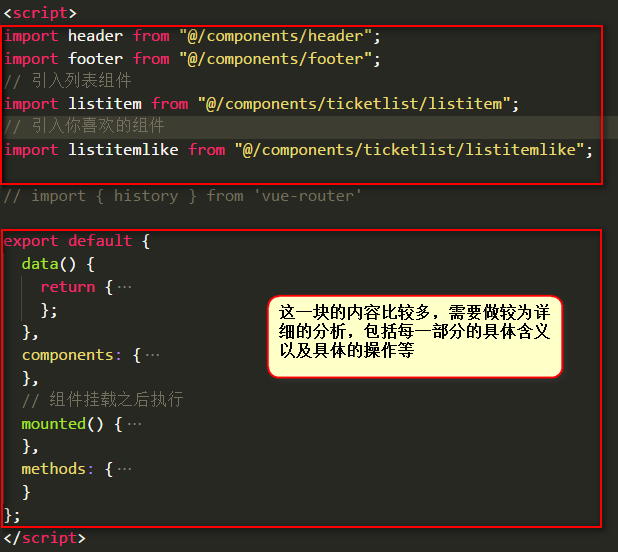 <script>
import header from "@/components/header";
import footer from "@/components/footer";
// 引入列表组件
import listitem from "@/components/ticketlist/listitem";
// 引入你喜欢的组件
import listitemlike from "@/components/ticketlist/listitemlike";
// import { history } from 'vue-router'
export default {
data() {
return {…
};
},
components: {…
},
// 组件挂载之后执行
mounted() {…
},
methods: {…
}
};
</script>
这一块的内容比较多，需要做较为详
细的分析，包括每一部分的具体含义
以及具体的操作等